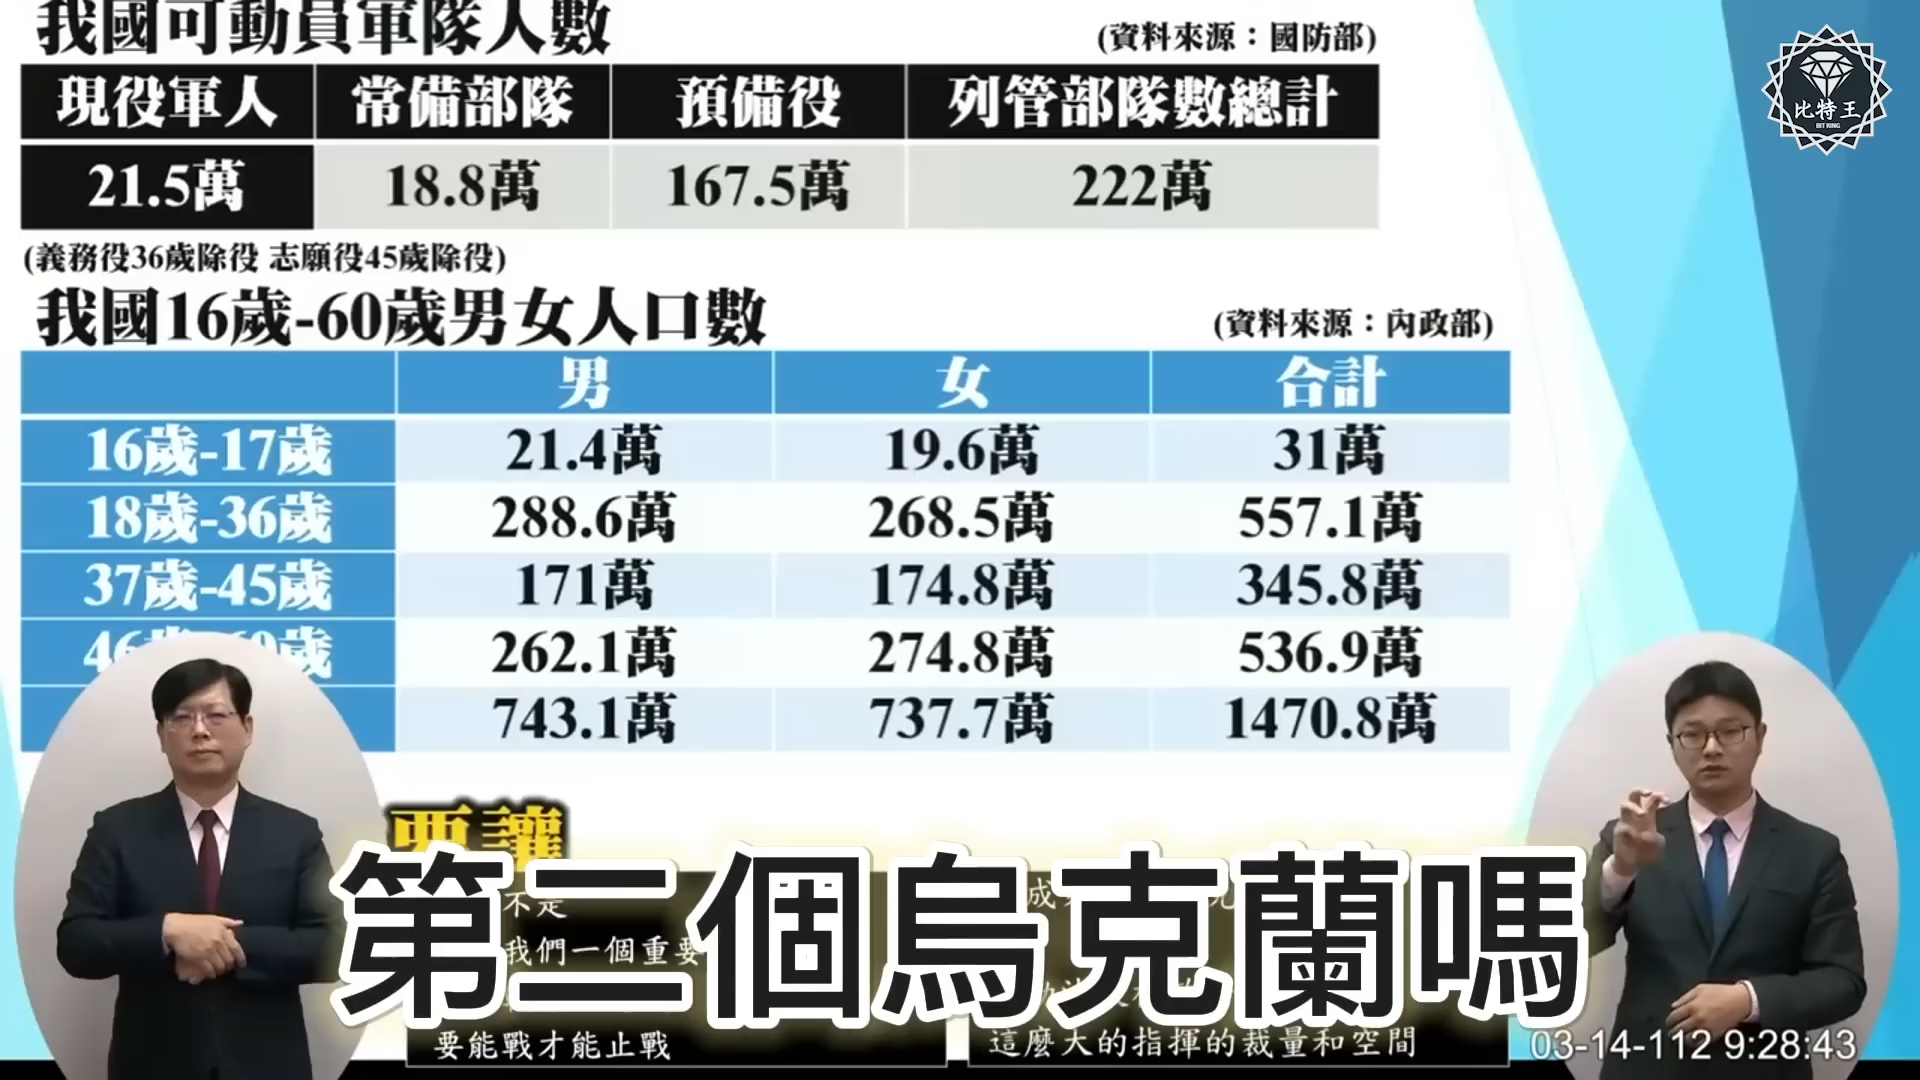 我國可動員軍隊人數
(資料來源：國防部)
現役軍人 常備部隊 預備役 列管部隊數總計
21.5萬 18.8萬 167.5萬 222萬
(義務役36歲除役 志願役45歲除役)
我國16歲-60歲男女人口數
(資料來源：內政部)
男 女 合計
16歲-17歲 21.4萬 19.6萬 31萬
18歲-36歲 288.6萬 268.5萬 557.1萬
37歲-45歲 171萬 174.8萬 345.8萬
46 歲 262.1萬 274.8萬 536.9萬
743.1萬 737.7萬 1470.8萬
比特王
BIT KING
要讓
第二個烏克蘭嗎
不是
我們一個重要
要能戰才能止戰
成
這麼大的指揮的裁量和空間
03-14-112 9:28:43